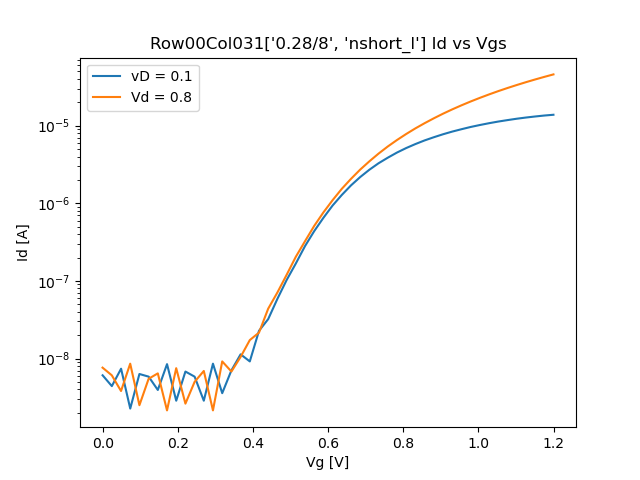 Row00Col031['0.28/8', 'nshort_l'] Id vs Vgs
vD = 0.1
Vd = 0.8
10⁻⁵
10⁻⁶
10⁻⁷
10⁻⁸
Id [A]
0.0 0.2 0.4 0.6 0.8 1.0 1.2
Vg [V]